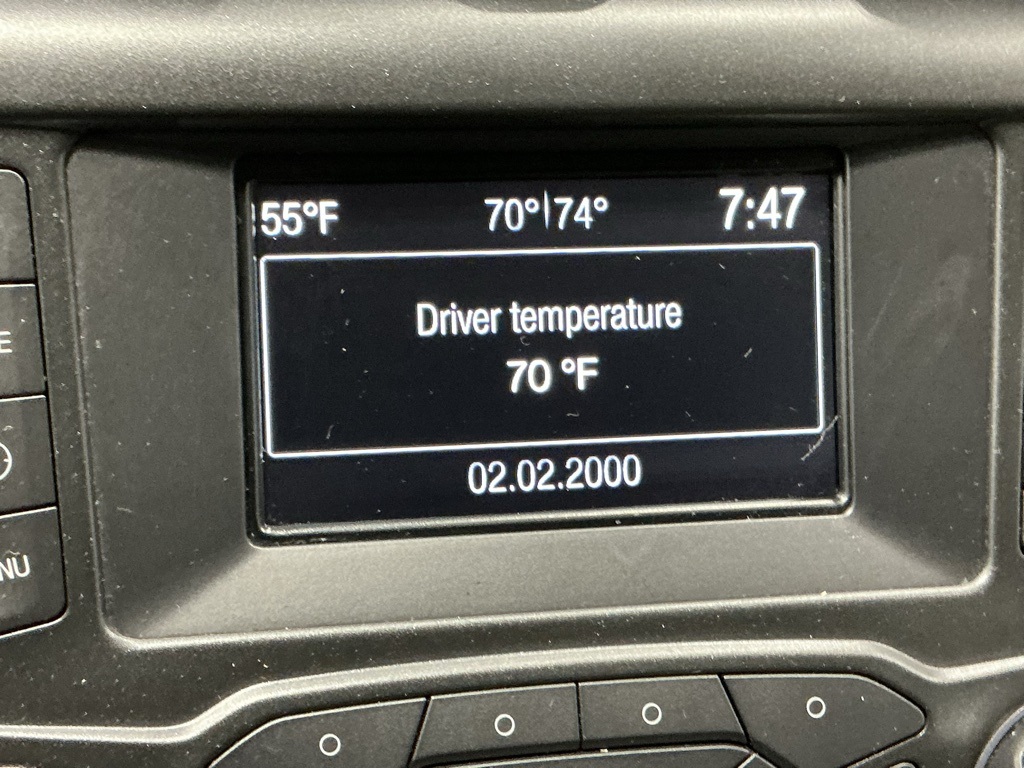 55°F 70°|74° 7:47
Driver temperature
70 °F
02.02.2000